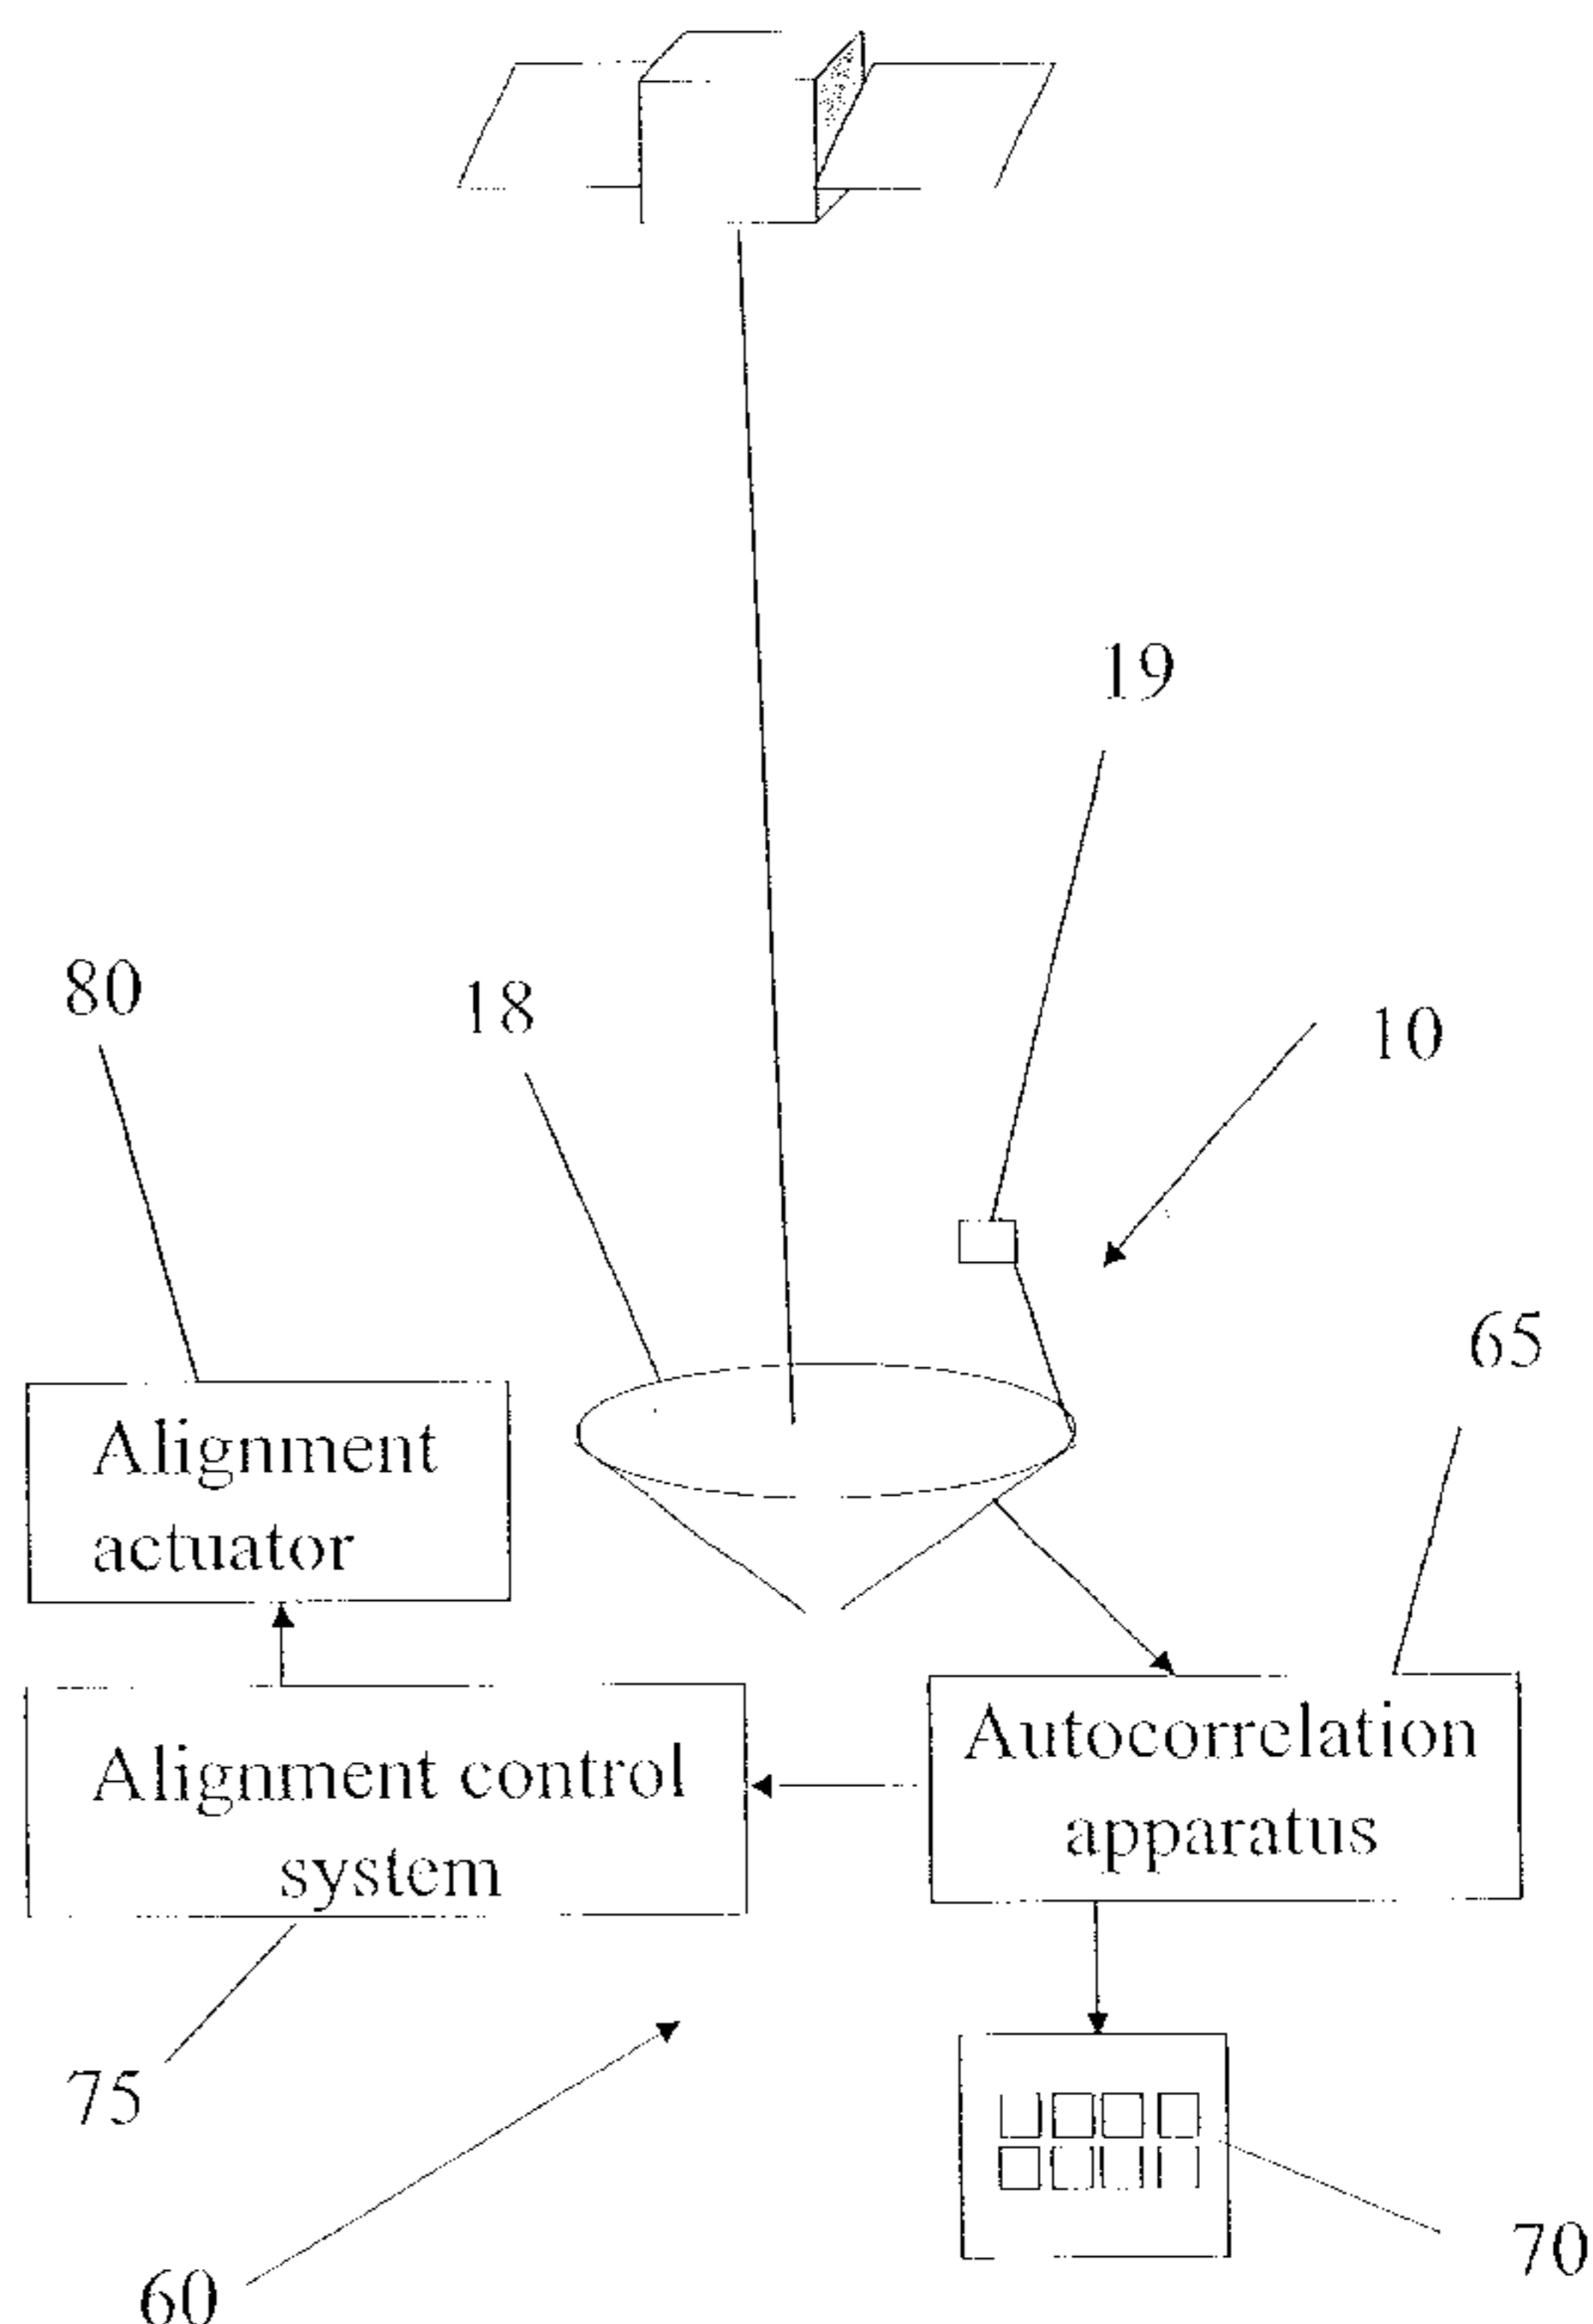 19
80
18
10
65
Alignment
actuator
Autocorrelation
apparatus
Alignment control
system
75
70
60